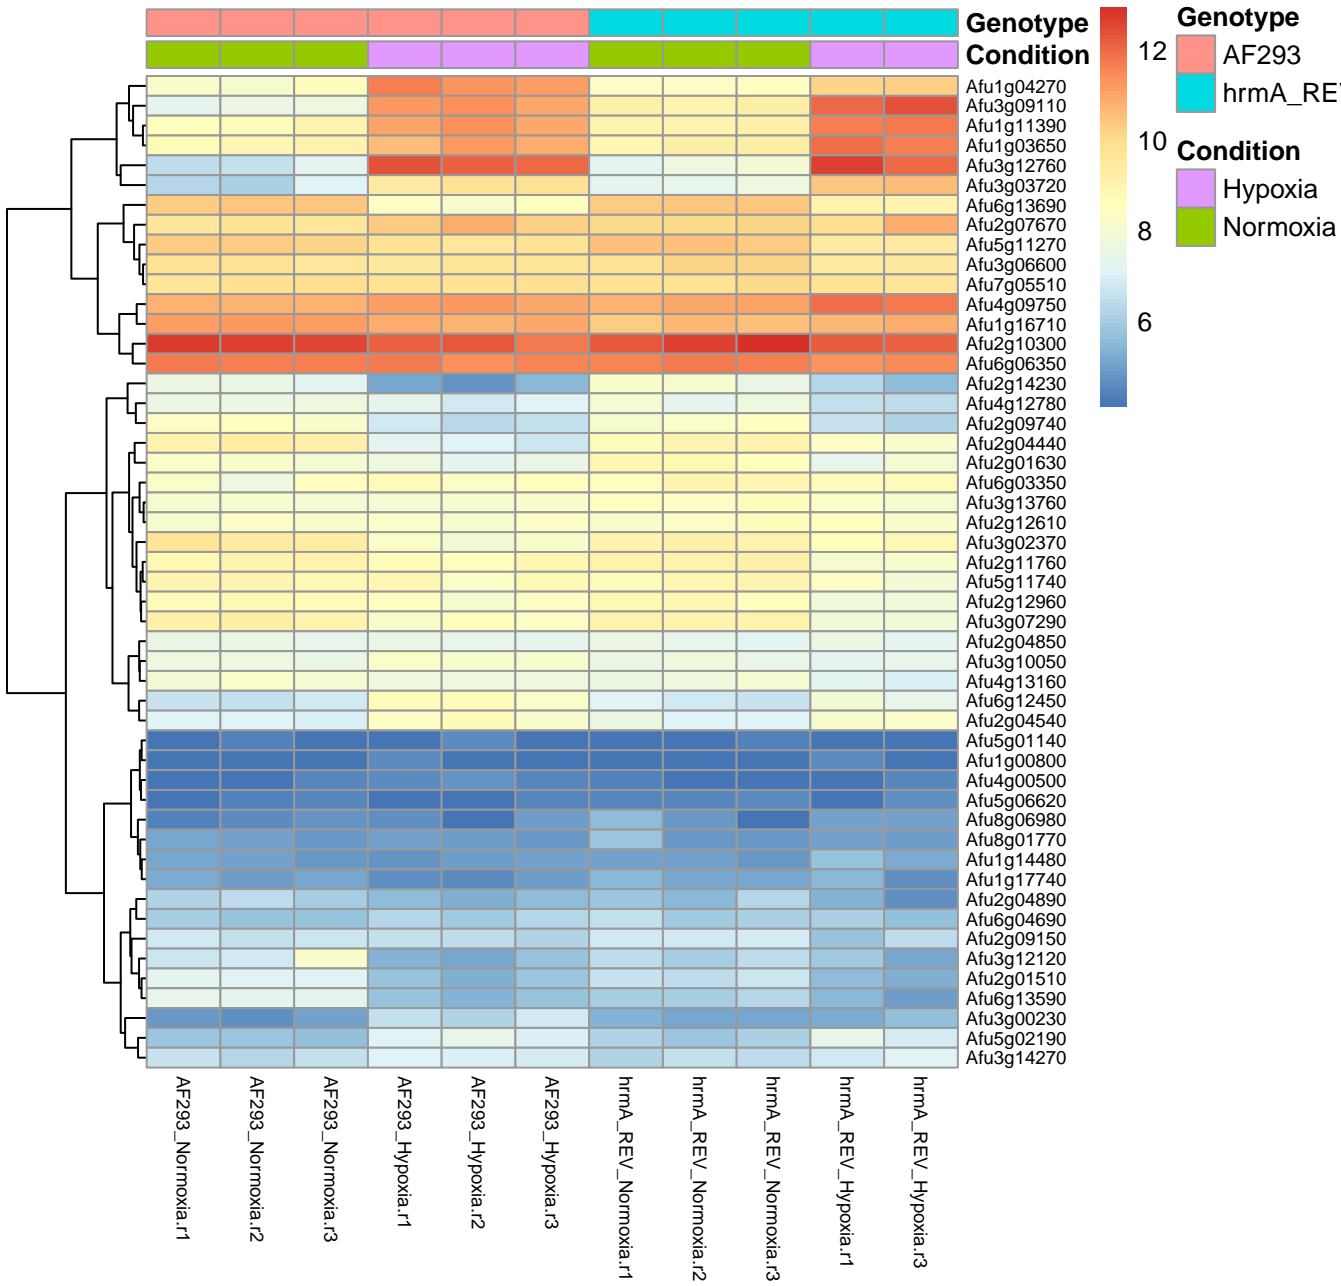 Genotype
Condition
12
10
8
6
Genotype
AF293
hrmA_RE
Condition
Hypoxia
Normoxia
Afu1g04270
Afu3g09110
Afu1g11390
Afu1g03650
Afu3g12760
Afu3g03720
Afu6g13690
Afu2g07670
Afu5g11270
Afu3g06600
Afu7g05510
Afu4g09750
Afu1g16710
Afu2g10300
Afu6g06350
Afu2g14230
Afu4g12780
Afu2g09740
Afu2g04440
Afu2g01630
Afu6g03350
Afu3g13760
Afu2g12610
Afu3g02370
Afu2g11760
Afu5g11740
Afu2g12960
Afu3g07290
Afu2g04850
Afu3g10050
Afu4g13160
Afu6g12450
Afu2g04540
Afu5g01140
Afu1g00800
Afu4g00500
Afu5g06620
Afu8g06980
Afu8g01770
Afu1g14480
Afu1g17740
Afu2g04890
Afu6g04690
Afu2g09150
Afu3g12120
Afu2g01510
Afu6g13590
Afu3g00230
Afu5g02190
Afu3g14270
AF293_Normoxia.r1
AF293_Normoxia.r2
AF293_Normoxia.r3
AF293_Hypoxia.r1
AF293_Hypoxia.r2
AF293_Hypoxia.r3
hrmA_REV_Normoxia.r1
hrmA_REV_Normoxia.r2
hrmA_REV_Normoxia.r3
hrmA_REV_Hypoxia.r1
hrmA_REV_Hypoxia.r3